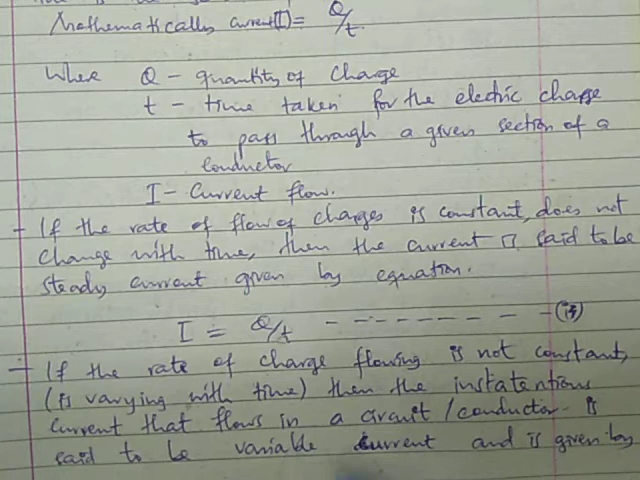 Mathematically current(I) = Q/t.
Where Q - quantity of charge
t - time taken for the electric charge
to pass through a given section of a
conductor
I - Current flow.
- If the rate of flow of charges is constant, does not
change with time, then the current is said to be
steady current given by equation.
I = Q/t - - - - - - - -
- If the rate of charge flowing is not constant,
(is varying with time) then the instatentious
current that flows in a circuit / conductor is
said to be variable current and is given by